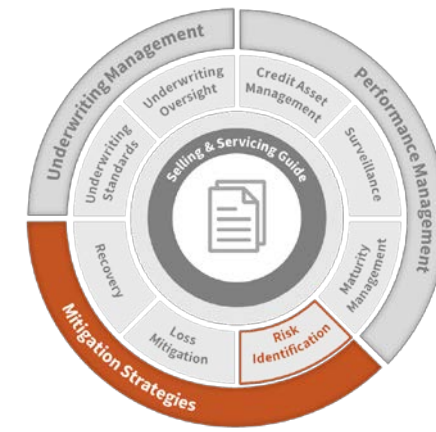 Underwriting Management
Performance Management
Mitigation Strategies
Underwriting
Oversight
Credit Asset
Management
Surveillance
Maturity
Management
Risk
Identification
Loss
Mitigation
Recovery
Underwriting
Standards
Selling & Servicing Guide